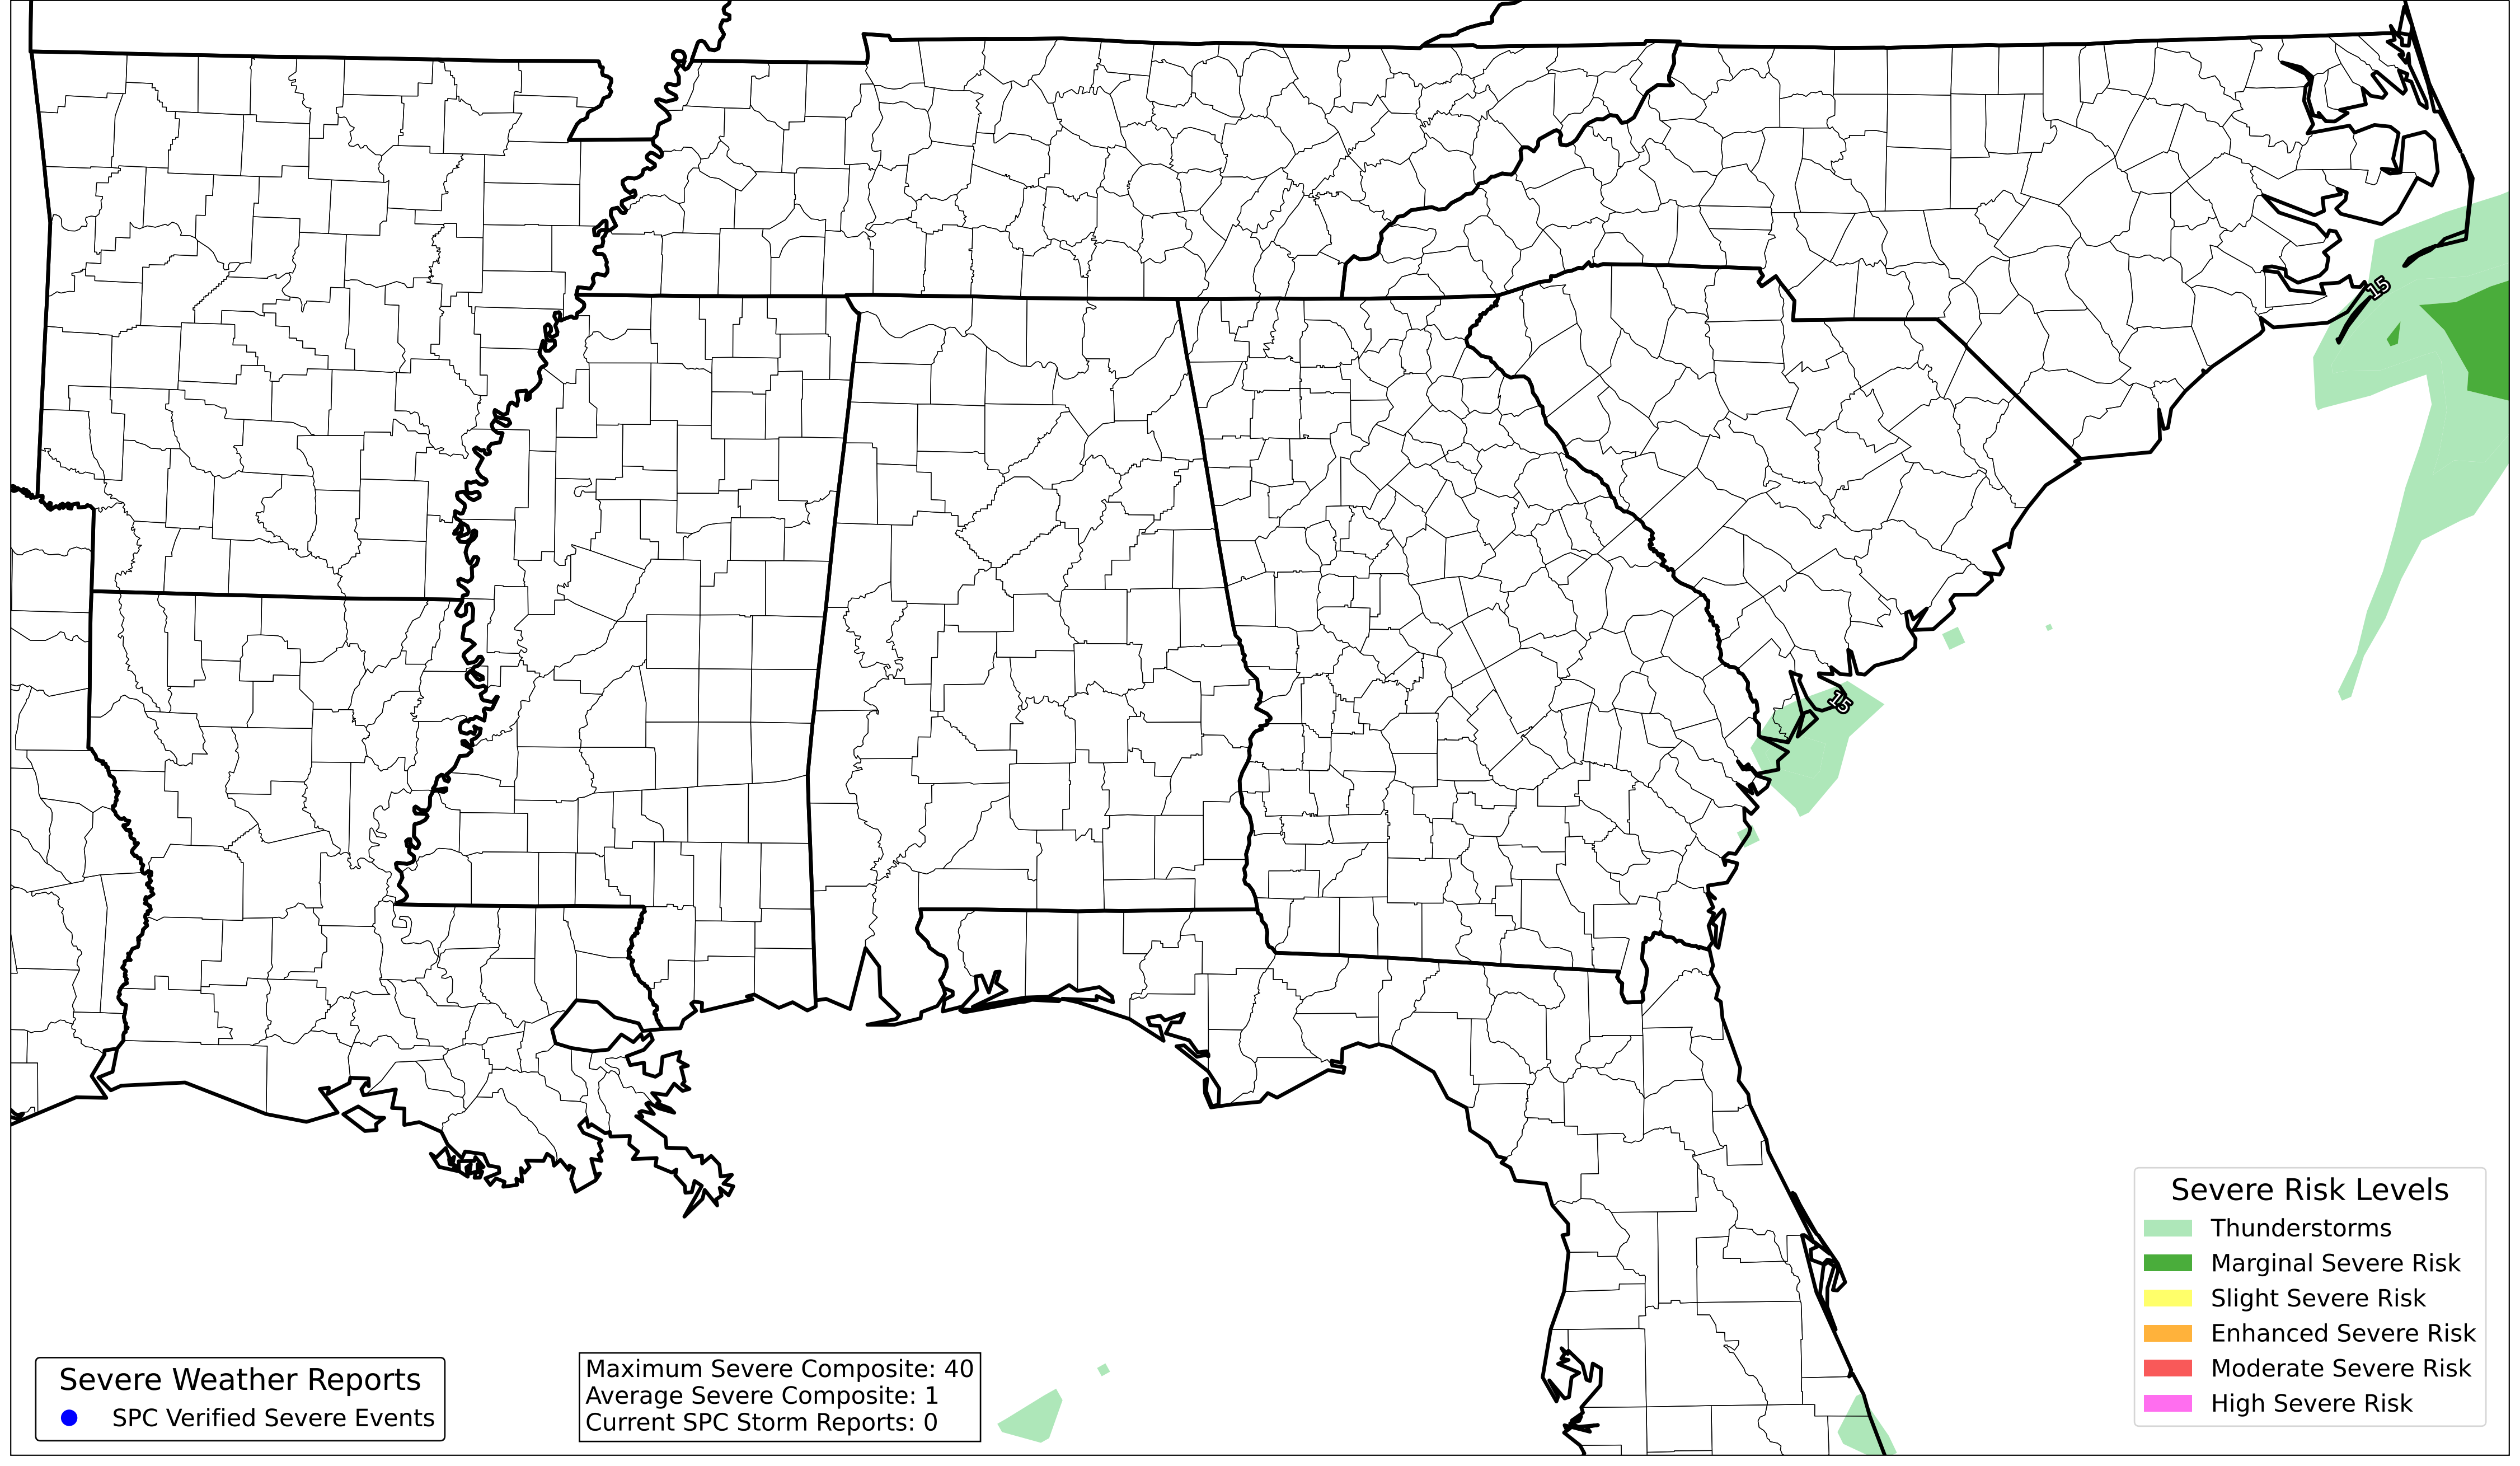 15
15
Severe Risk Levels
Thunderstorms
Marginal Severe Risk
Slight Severe Risk
Enhanced Severe Risk
Moderate Severe Risk
High Severe Risk
Severe Weather Reports
SPC Verified Severe Events
Maximum Severe Composite: 40
Average Severe Composite: 1
Current SPC Storm Reports: 0